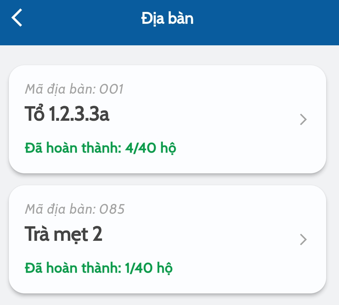 Địa bàn
Mã địa bàn: 001
Tổ 1.2.3.3a
Đã hoàn thành: 4/40 hộ
Mã địa bàn: 085
Trà mẹt 2
Đã hoàn thành: 1/40 hộ